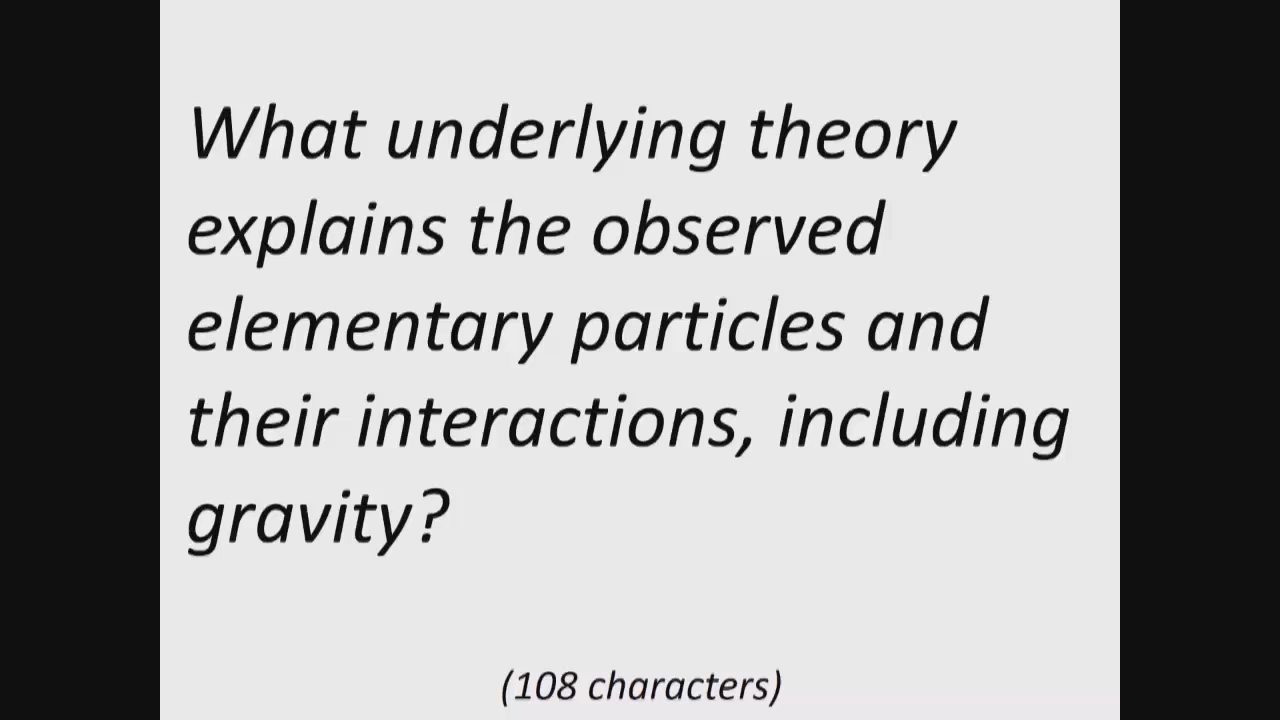 What underlying theory
explains the observed
elementary particles and
their interactions, including
gravity?
(108 characters)